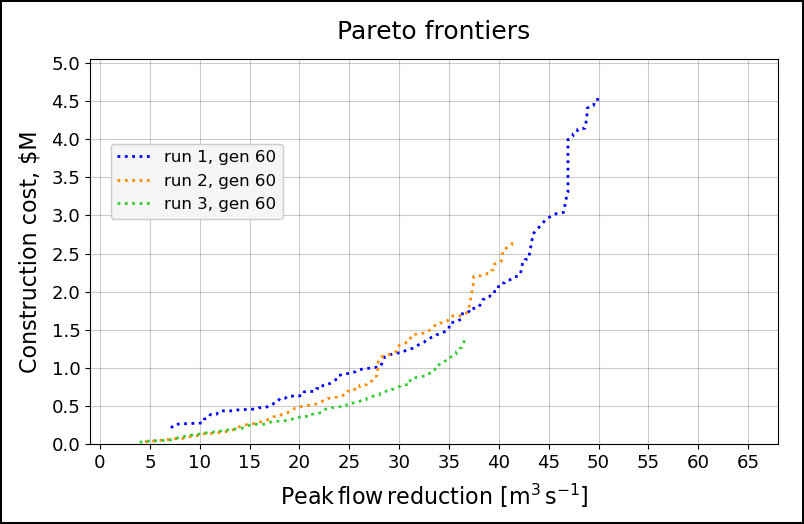 Pareto frontiers
Construction cost, $M
5.0
4.5
4.0
3.5
3.0
2.5
2.0
1.5
1.0
0.5
0.0
run 1, gen 60
run 2, gen 60
run 3, gen 60
0 5 10 15 20 25 30 35 40 45 50 55 60 65
Peak flow reduction [m³ s⁻¹]